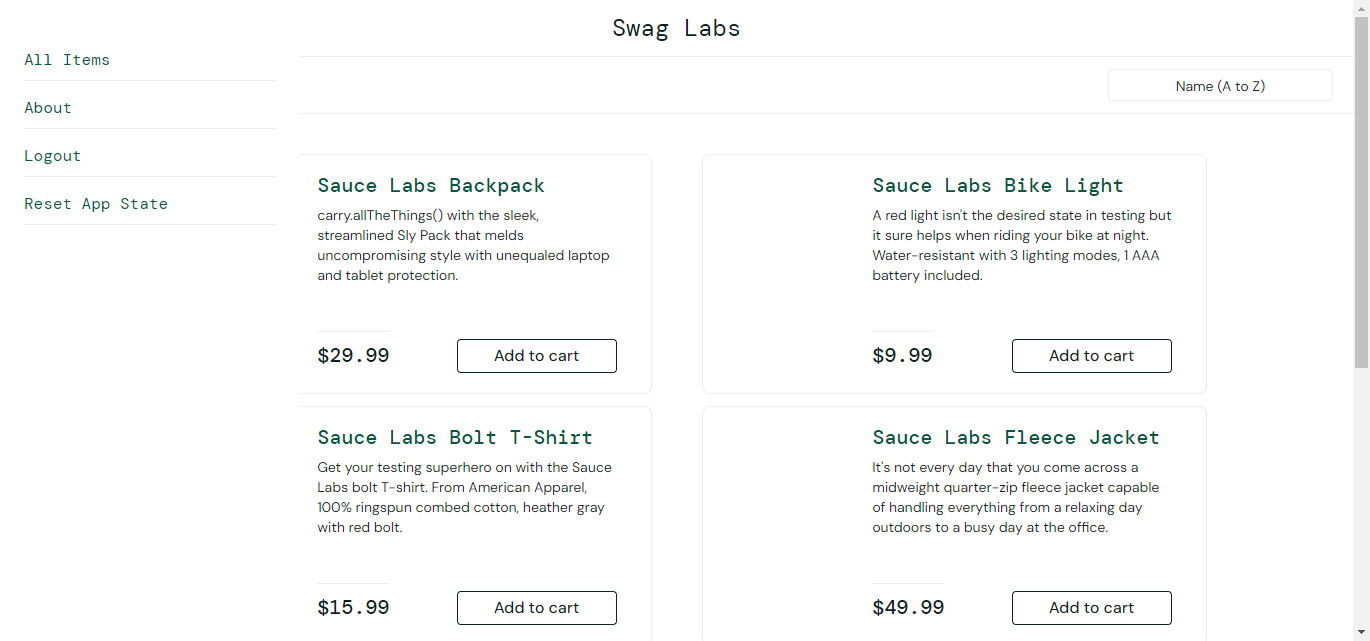 Swag Labs
All Items
About
Logout
Reset App State
Name (A to Z)
Sauce Labs Backpack
carry.allTheThings() with the sleek,
streamlined Sly Pack that melds
uncompromising style with unequaled laptop
and tablet protection.
$29.99
Add to cart
Sauce Labs Bike Light
A red light isn't the desired state in testing but
it sure helps when riding your bike at night.
Water-resistant with 3 lighting modes, 1 AAA
battery included.
$9.99
Add to cart
Sauce Labs Bolt T-Shirt
Get your testing superhero on with the Sauce
Labs bolt T-shirt. From American Apparel,
100% ringspun combed cotton, heather gray
with red bolt.
$15.99
Add to cart
Sauce Labs Fleece Jacket
It's not every day that you come across a
midweight quarter-zip fleece jacket capable
of handling everything from a relaxing day
outdoors to a busy day at the office.
$49.99
Add to cart